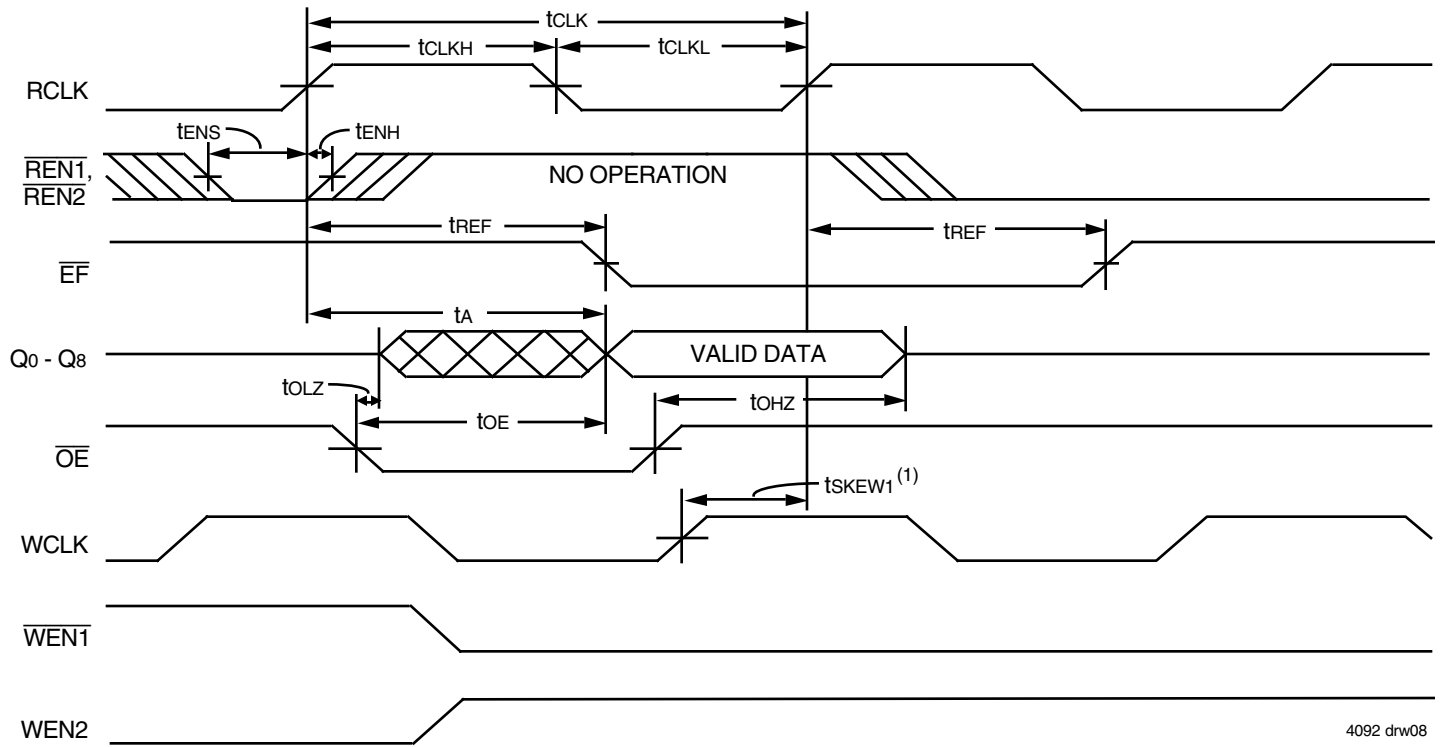 tCLK
tCLKH tCLKL
RCLK
tENS tENH
REN1,
REN2
NO OPERATION
tREF tREF
EF
tA
Q0 - Q8
VALID DATA
tOLZ
tOHZ
tOE
OE
tSKEW1(1)
WCLK
WEN1
WEN2
4092 drw08